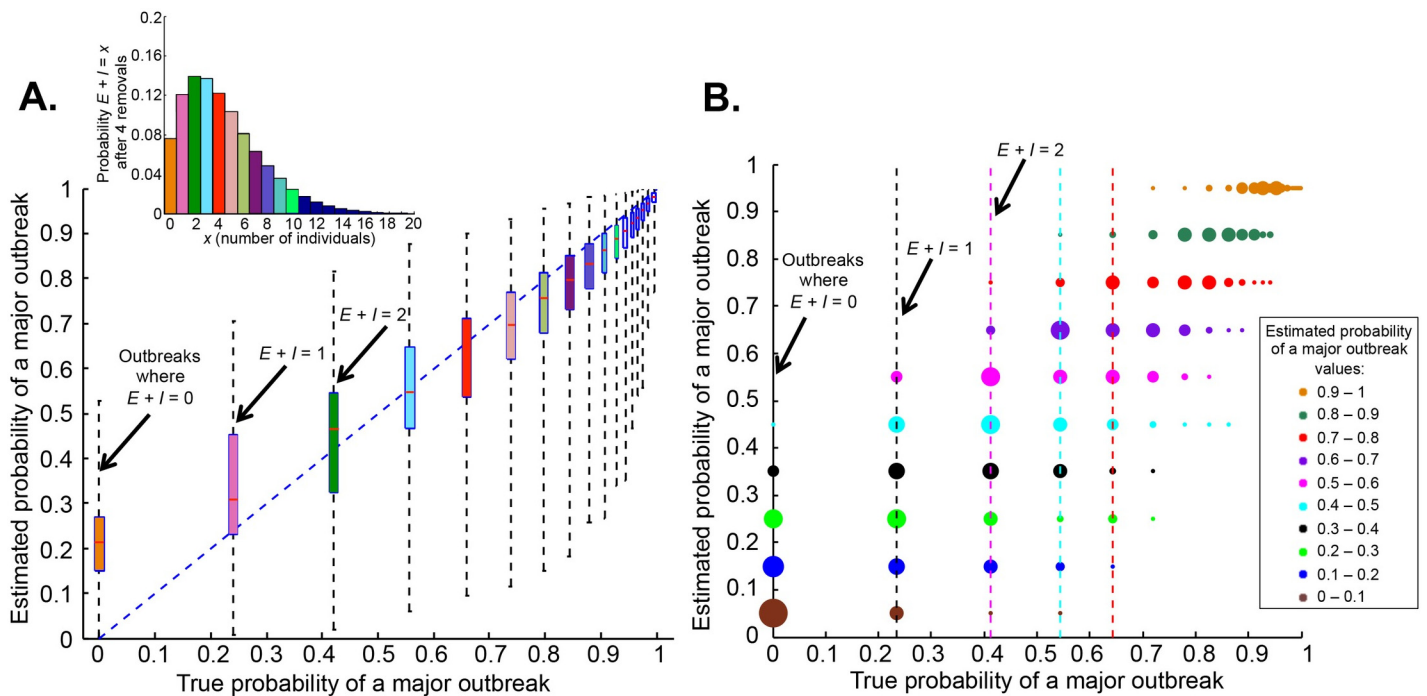 A.
Probability E + I = x
after 4 removals
0.2
0.16
0.12
0.08
0.04
0
0 2 4 6 8 10 12 14 16 18 20
x (number of individuals)
Estimated probability of a major outbreak
1
0.9
0.8
0.7
0.6
0.5
0.4
0.3
0.2
0.1
0
Outbreaks
where
E + I = 0
E + I = 1
E + I = 2
0 0.1 0.2 0.3 0.4 0.5 0.6 0.7 0.8 0.9 1
True probability of a major outbreak
B.
Estimated probability of a major outbreak
1
0.9
0.8
0.7
0.6
0.5
0.4
0.3
0.2
0.1
0
Outbreaks
where
E + I = 0
E + I = 1
E + I = 2
0 0.1 0.2 0.3 0.4 0.5 0.6 0.7 0.8 0.9 1
True probability of a major outbreak
Estimated probability
of a major outbreak
values:
0.9 – 1
0.8 – 0.9
0.7 – 0.8
0.6 – 0.7
0.5 – 0.6
0.4 – 0.5
0.3 – 0.4
0.2 – 0.3
0.1 – 0.2
0 – 0.1